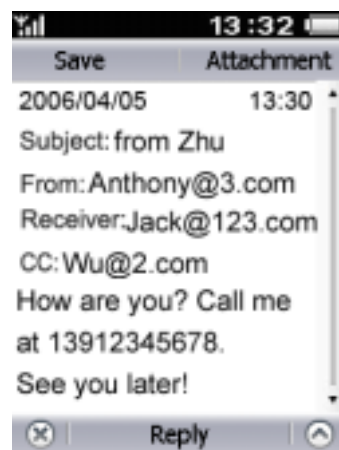 13:32
Save Attachment
2006/04/05 13:30
Subject: from Zhu
From: Anthony@3.com
Receiver: Jack@123.com
CC: Wu@2.com
How are you? Call me
at 13912345678.
See you later!
Reply